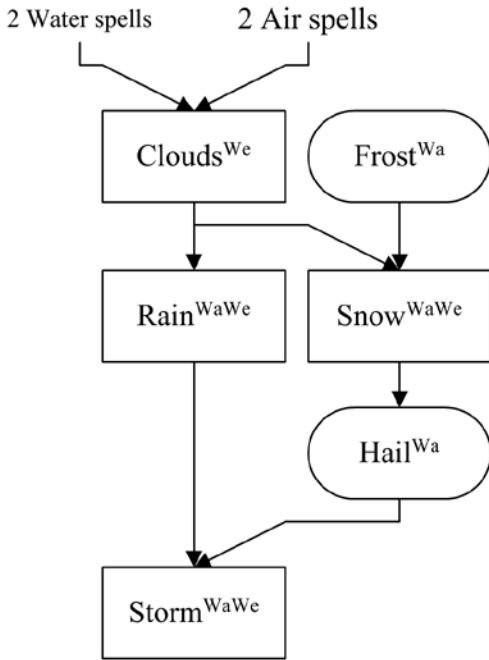 2 Water spells
2 Air spells
Clouds^We
Frost^Wa
Rain^WaWe
Snow^WaWe
Hail^Wa
Storm^WaWe